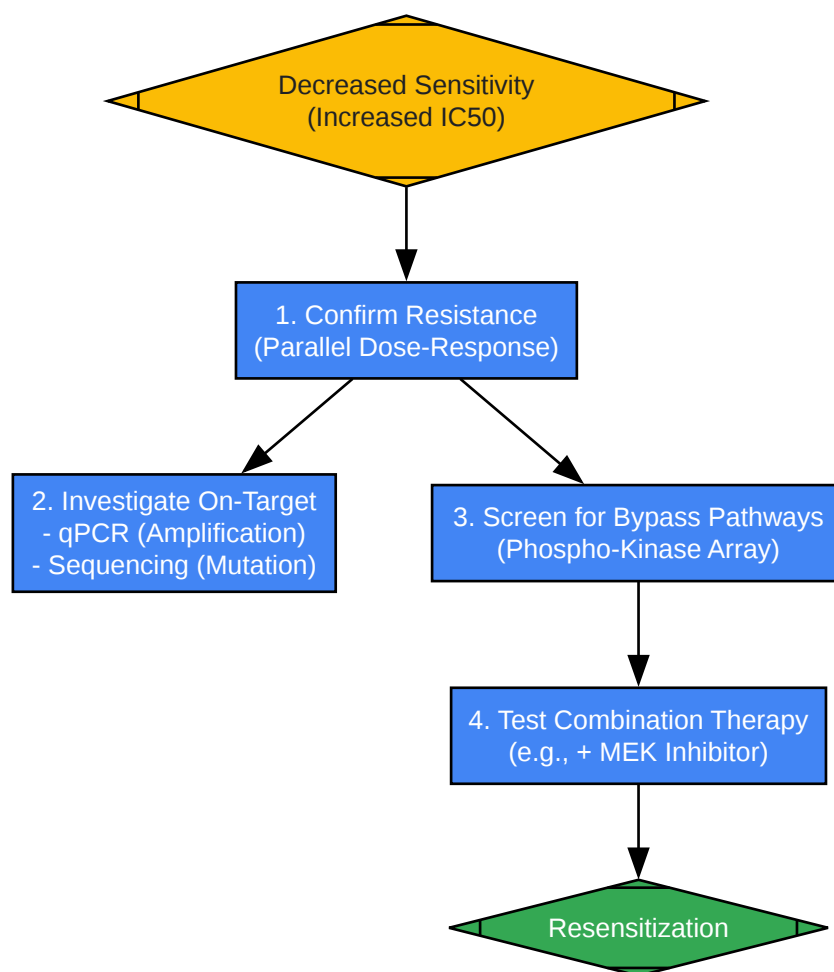 Decreased Sensitivity
(Increased IC50)
1. Confirm Resistance
(Parallel Dose-Response)
2. Investigate On-Target
- qPCR (Amplification)
- Sequencing (Mutation)
3. Screen for Bypass Pathways
(Phospho-Kinase Array)
4. Test Combination Therapy
(e.g., + MEK Inhibitor)
Resensitization